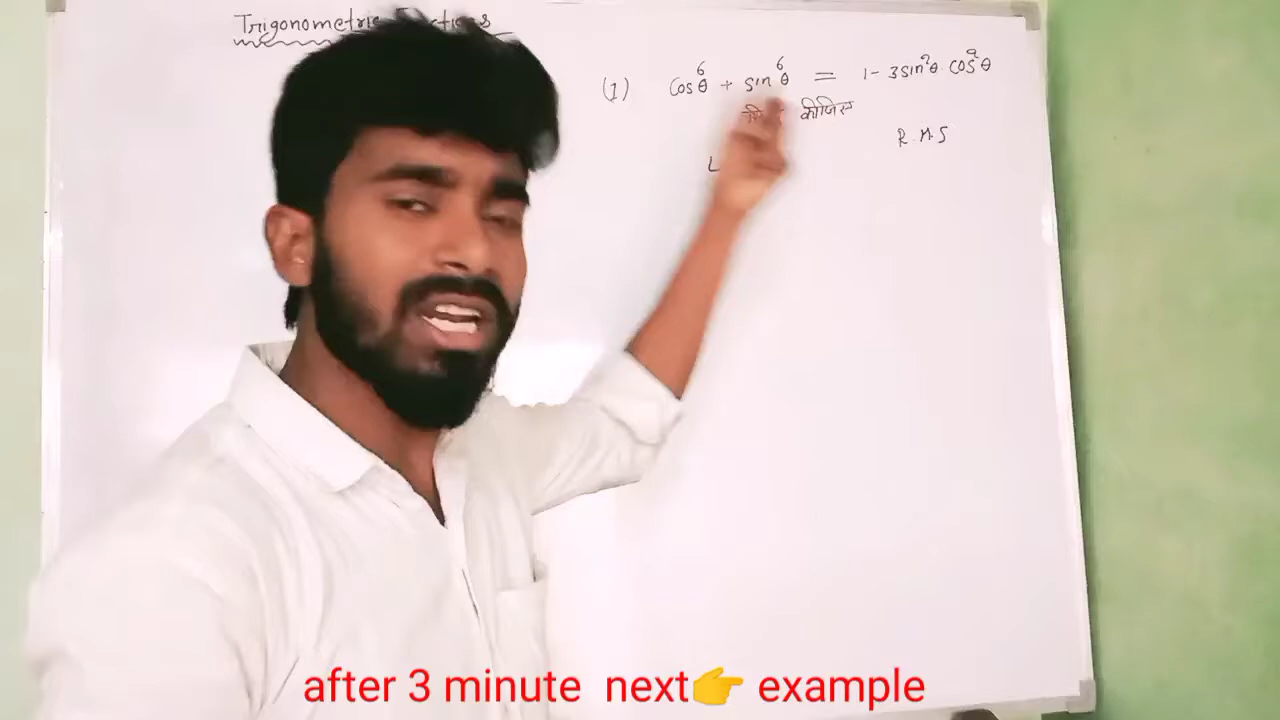 Trigonometric
(1) cos⁶θ + sin⁶θ = 1 - 3sin²θ. cos²θ
कीजिए
R.H.S
L
after 3 minute next👉 example